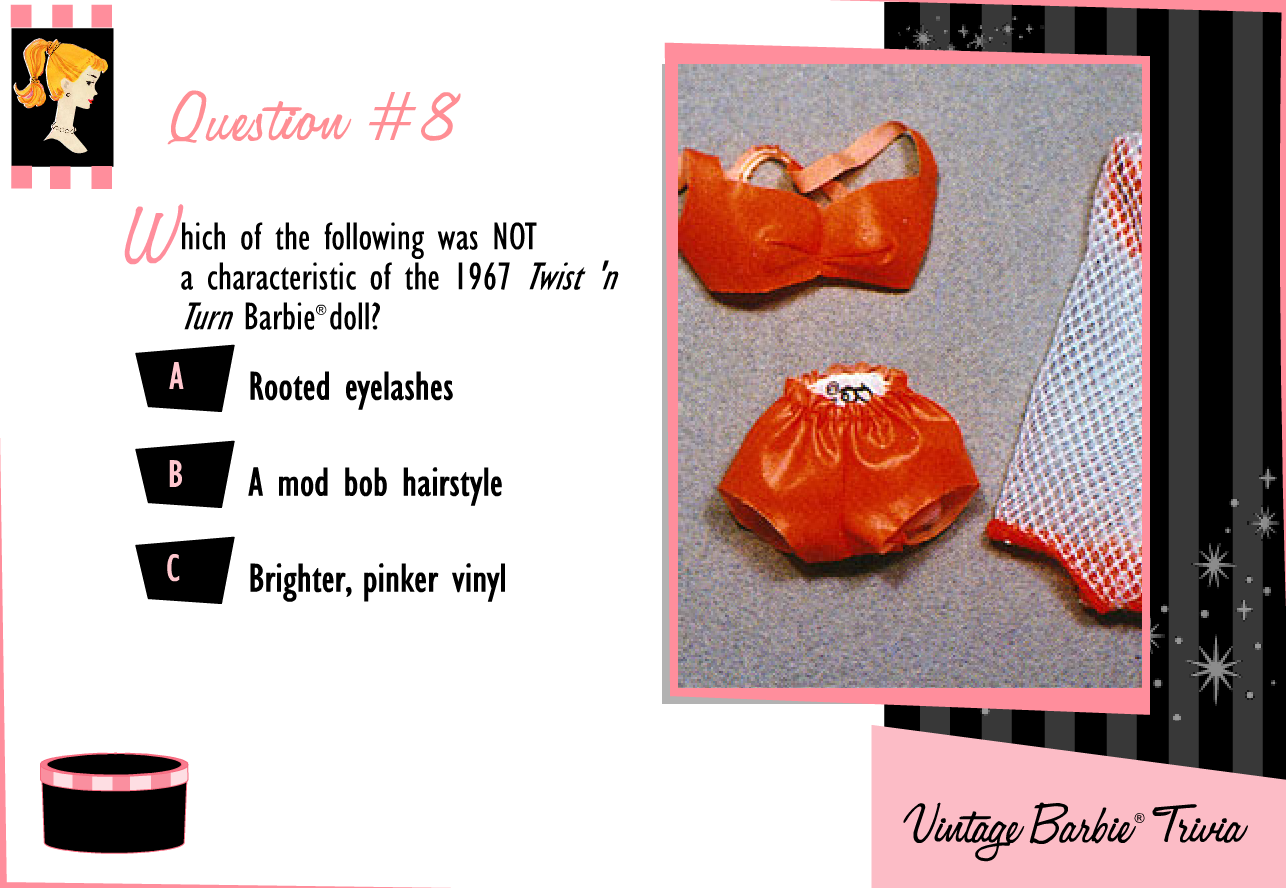 Question #8
Which of the following was NOT
a characteristic of the 1967 Twist 'n
Turn Barbie® doll?
A Rooted eyelashes
B A mod bob hairstyle
C Brighter, pinker vinyl
Vintage Barbie® Trivia